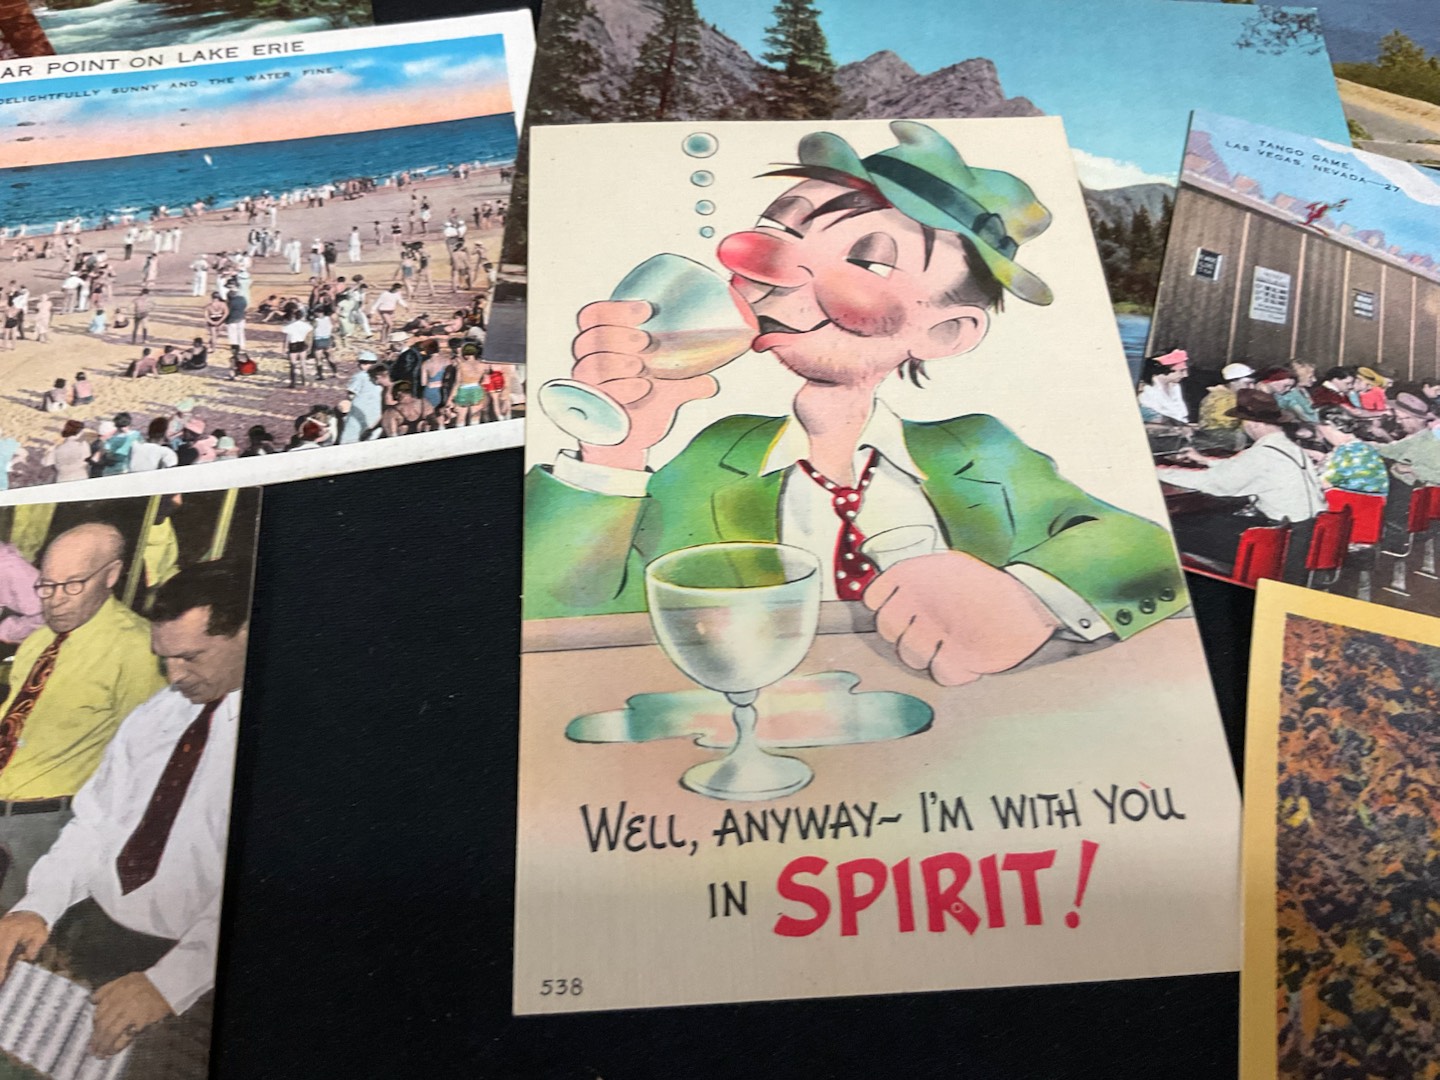 AR POINT ON LAKE ERIE
DELIGHTFULLY SUNNY AND THE WATER FINE"
TANGO GAME,
LAS VEGAS, NEVADA—27
WELL, ANYWAY~ I'M WITH YOU
IN SPIRIT!
538